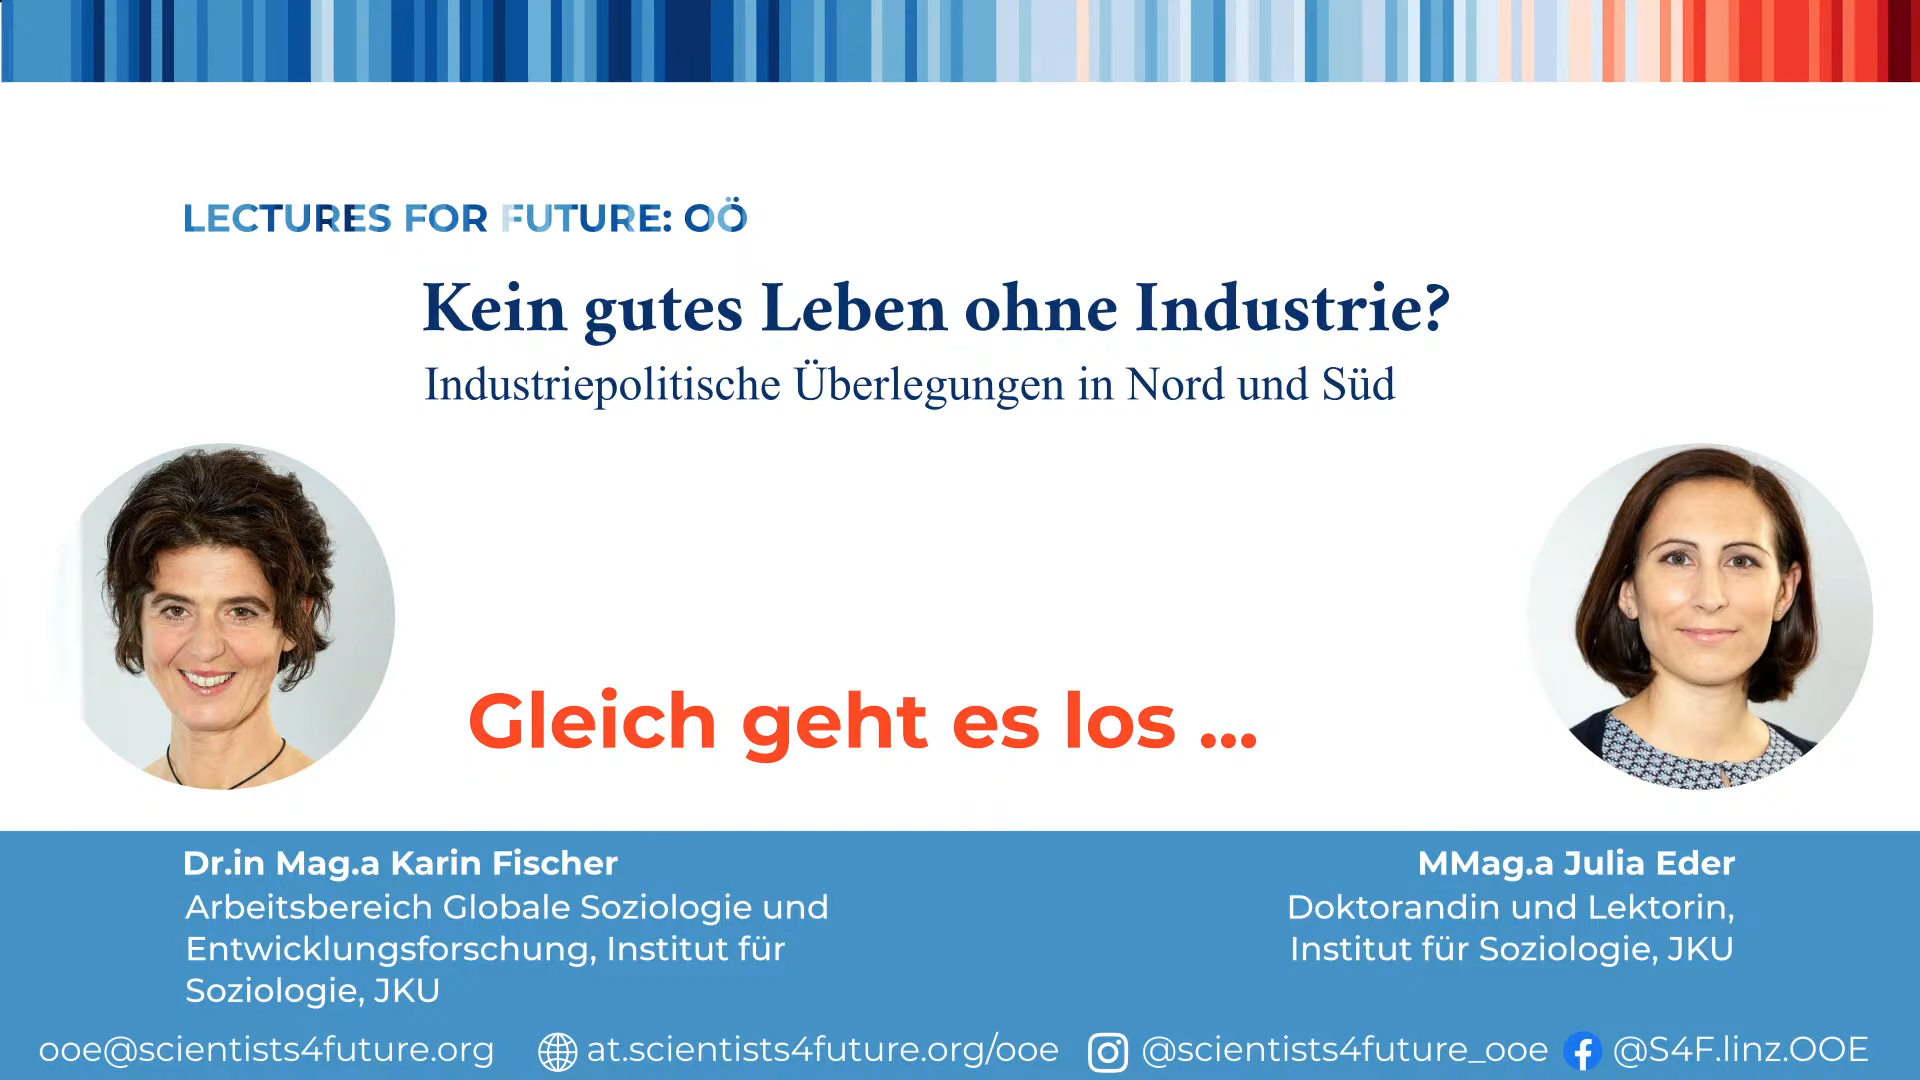 LECTURES FOR FUTURE: OÖ
Kein gutes Leben ohne Industrie?
Industriepolitische Überlegungen in Nord und Süd
Gleich geht es los ...
Dr.in Mag.a Karin Fischer
Arbeitsbereich Globale Soziologie und
Entwicklungsforschung, Institut für
Soziologie, JKU
MMag.a Julia Eder
Doktorandin und Lektorin,
Institut für Soziologie, JKU
ooe@scientists4future.org at.scientists4future.org/ooe @scientists4future_ooe @S4F.linz.OOE